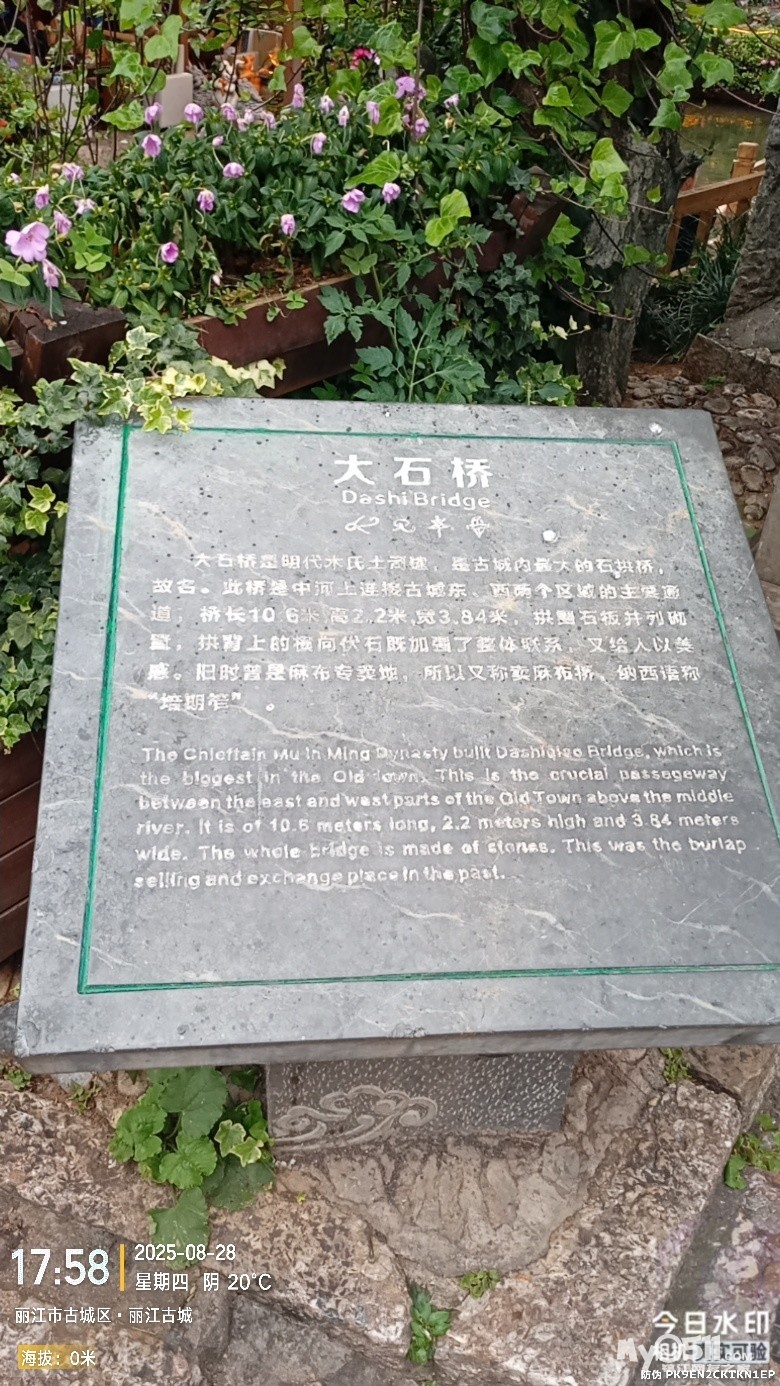 大石桥
Dashi Bridge
大石桥是明代木氏土司建，是古城内最大的石拱桥，
故名。此桥是中河上连接古城东、西两个区域的主要通
道；桥长10.6米,高2.2米,宽3.84米，拱圈石板并列砌
置，拱背上的横向伏石既加强了整体联系，又给人以美
感。旧时曾是麻布专卖地，所以又称卖麻布桥，纳西语称
“培明笮”。
The Chieftain Mu in Ming Dynasty built Dashiqiao Bridge, which is
the biggest in the Old Town. This is the crucial passegeway
between the east and west parts of the Old Town above the middle
river. It is of 10.6 meters long, 2.2 meters high and 3.84 meters
wide. The whole bridge is made of stones. This was the burlap
selling and exchange place in the past.
17:58
2025-08-28
星期四 阴 20℃
丽江市古城区·丽江古城
海拔：0米
今日水印
相机
防伪 PK9EN2CKTKN1EP